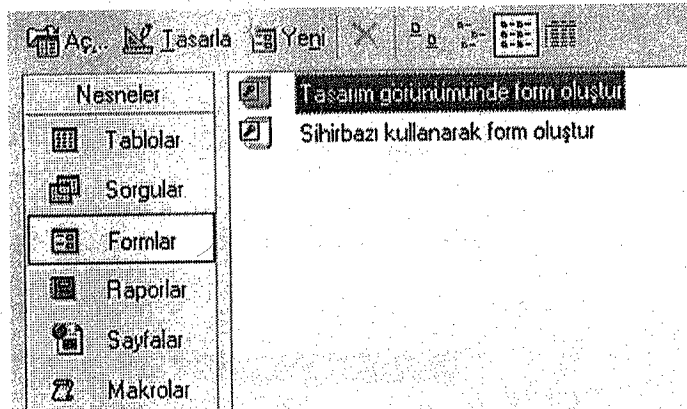 Aç... Tasarla Yeni
Nesneler
Tablolar
Sorgular
Formlar
Raporlar
Sayfalar
Makrolar
Tasarım görünümünde form oluştur
Sihirbazı kullanarak form oluştur